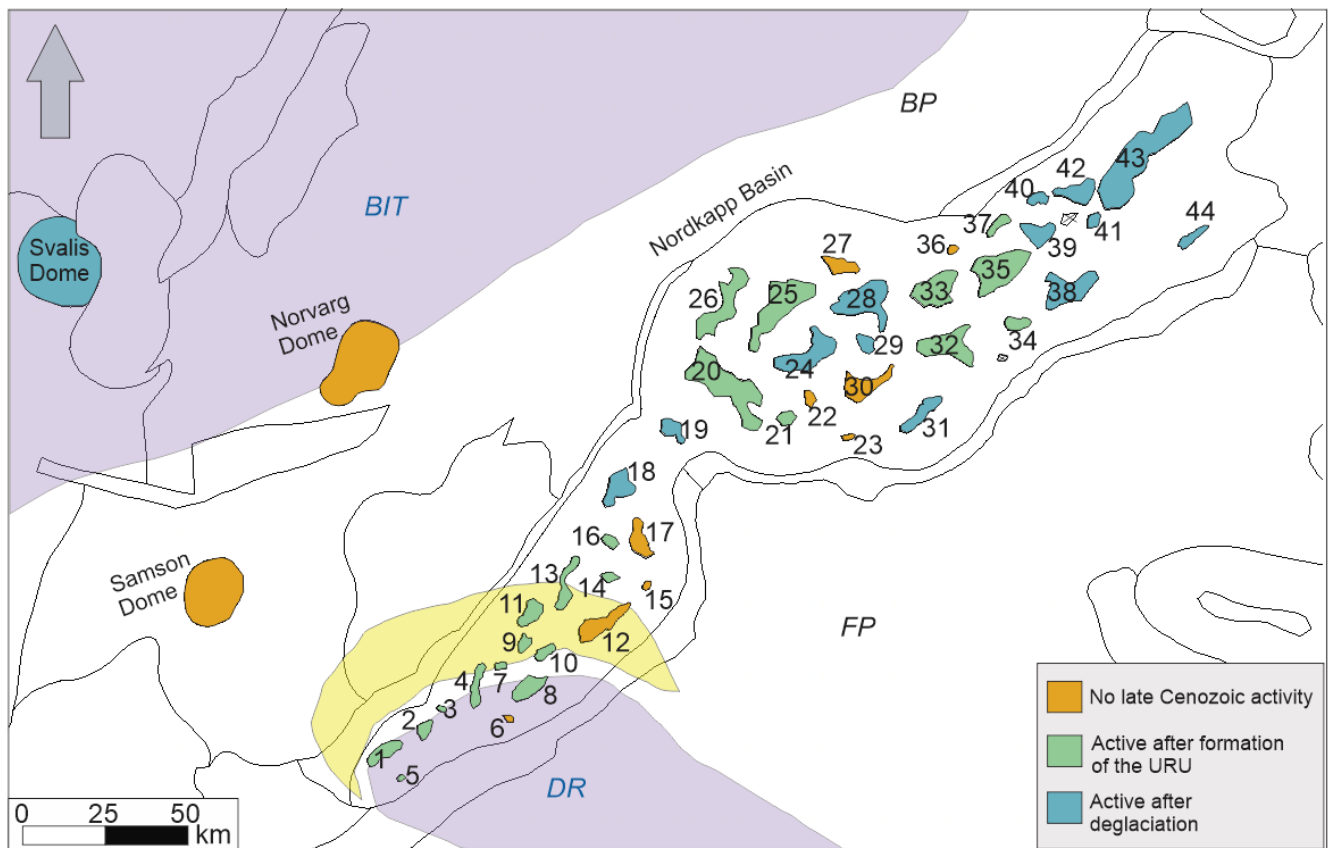 BP
43
42
40
Nordkapp Basin
BIT
37
44
41
36
39
Svalis
Dome
27
35
26
25
28
33
38
Norvarg
Dome
34
29
32
24
20
30
22
19
21
31
23
18
17
16
Samson
Dome
13
14
15
11
FP
12
9
10
4
7
8
3
2
6
1
5
DR
No late Cenozoic activity
Active after formation
of the URU
Active after
deglaciation
0 25 50
km